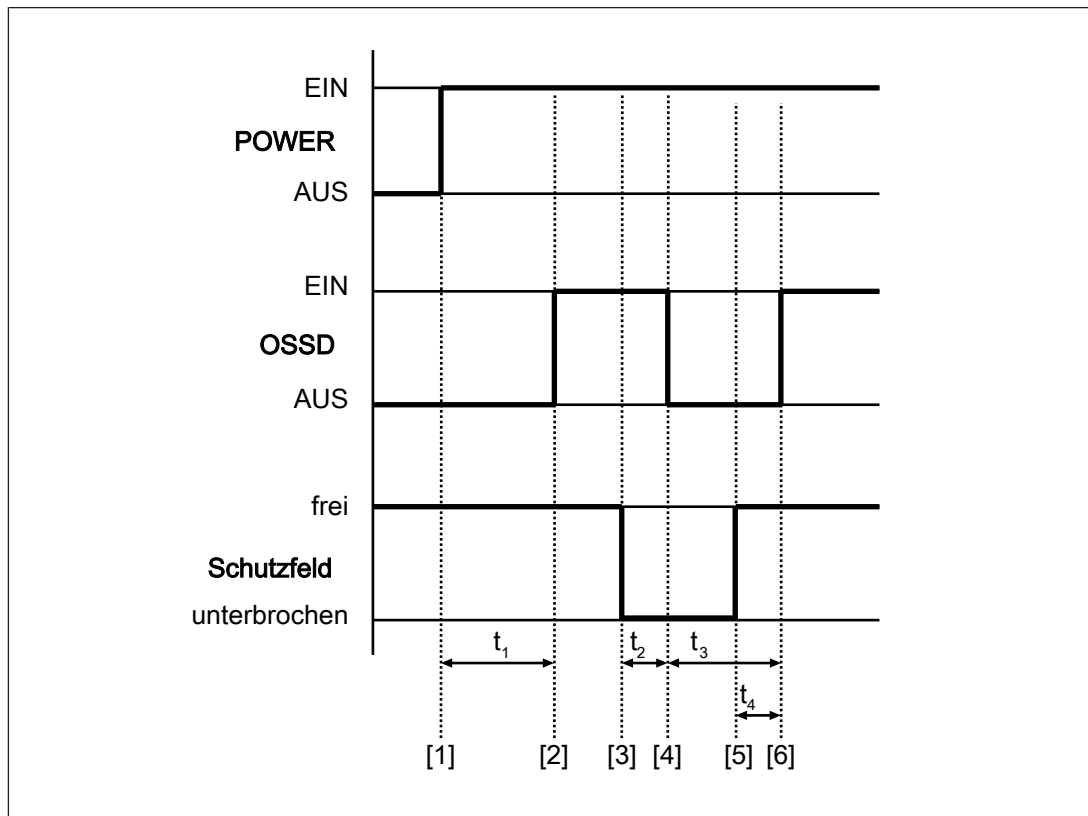 EIN
POWER
AUS
EIN
OSSD
AUS
frei
Schutzfeld
unterbrochen
t1 t2 t3
t4
[1] [2] [3] [4] [5] [6]